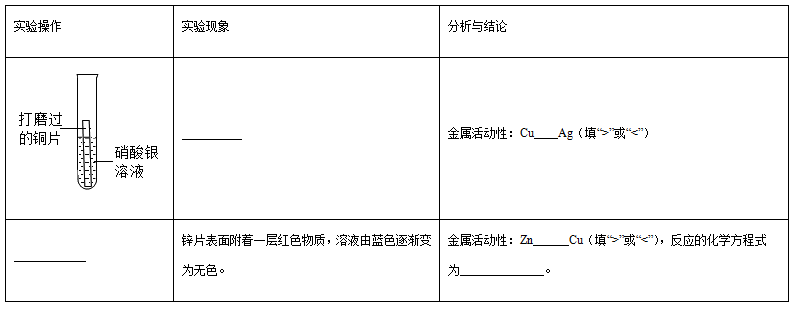 实验操作
实验现象
分析与结论
打磨过
的铜片
硝酸银
溶液
__________
金属活动性：Cu____Ag（填“>”或“<”）
____________
锌片表面附着一层红色物质，溶液由蓝色逐渐变
为无色。
金属活动性：Zn______Cu（填“>”或“<”），反应的化学方程式
为______________。